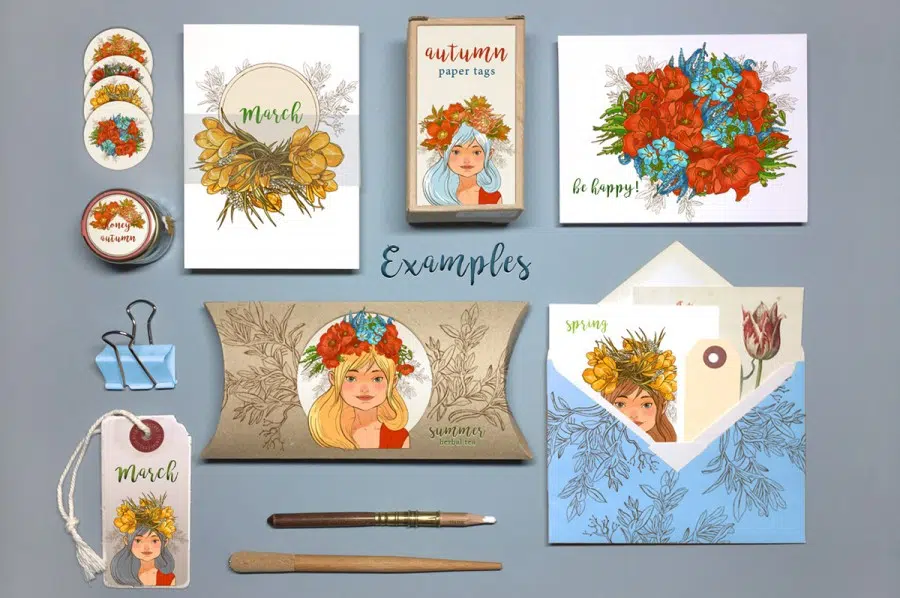 March
autumn
paper tags
be happy!
honey
autumn
Examples
spring
summer
herbal tea
March